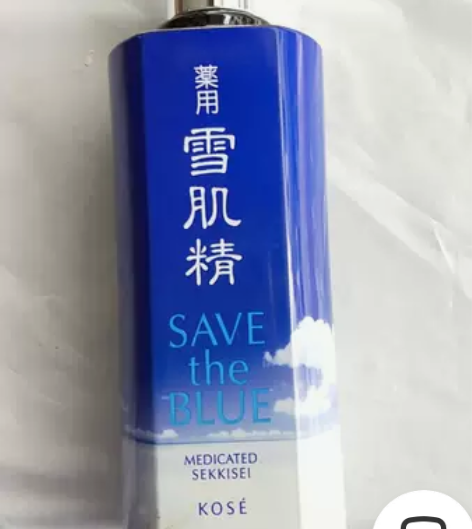 薬用
雪肌精
SAVE
the
BLUE
MEDICATED
SEKKISEI
KOSÉ